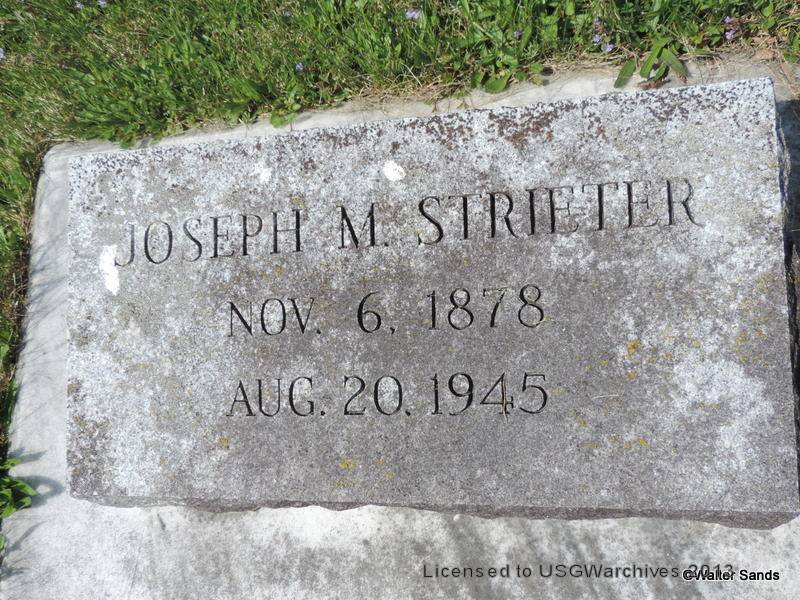 JOSEPH M. STRIETER
NOV. 6, 1878
AUG. 20, 1945
Licensed to USGWarchives 2013
©Walter Sands